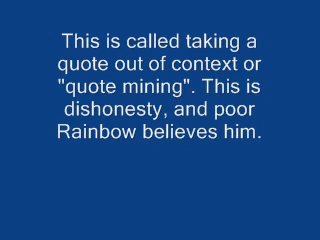 This is called taking a
quote out of context or
"quote mining". This is
dishonesty, and poor
Rainbow believes him.